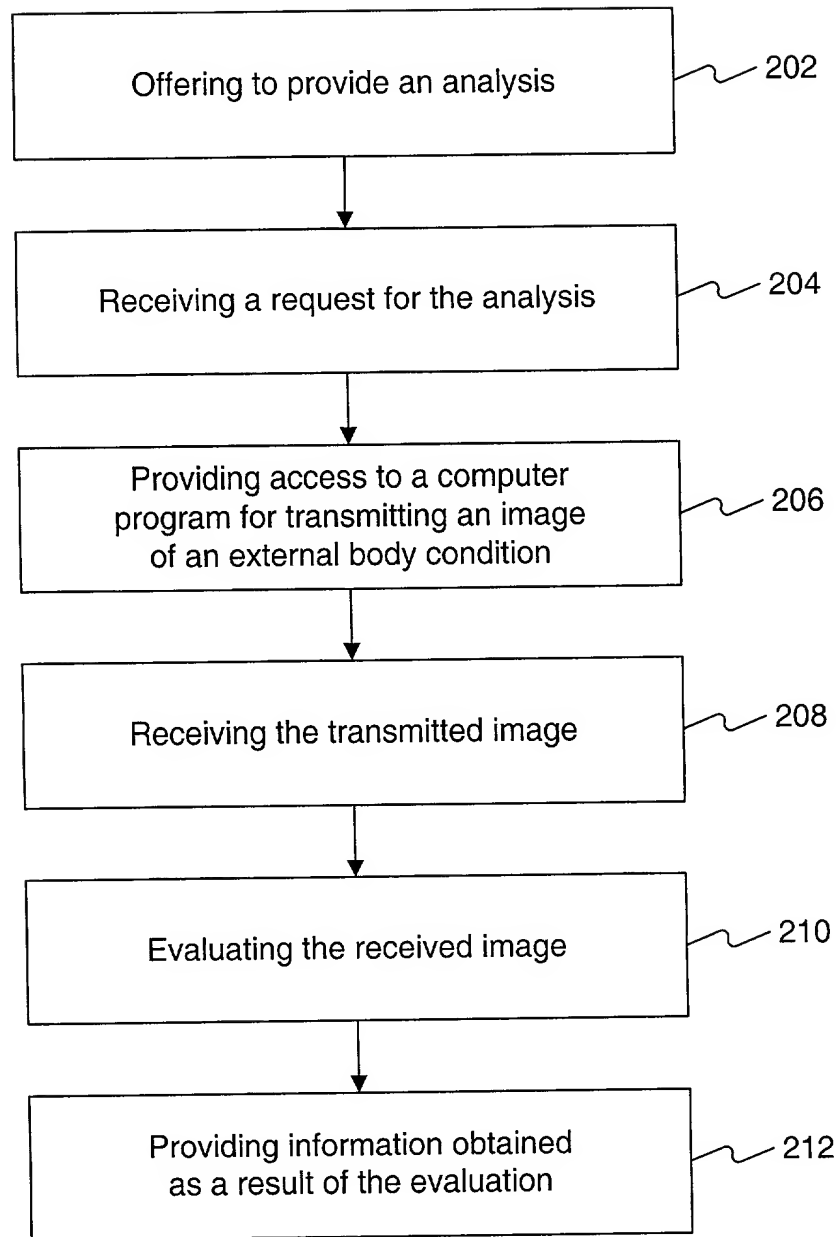 Offering to provide an analysis
202
Receiving a request for the analysis
204
Providing access to a computer
program for transmitting an image
of an external body condition
206
Receiving the transmitted image
208
Evaluating the received image
210
Providing information obtained
as a result of the evaluation
212